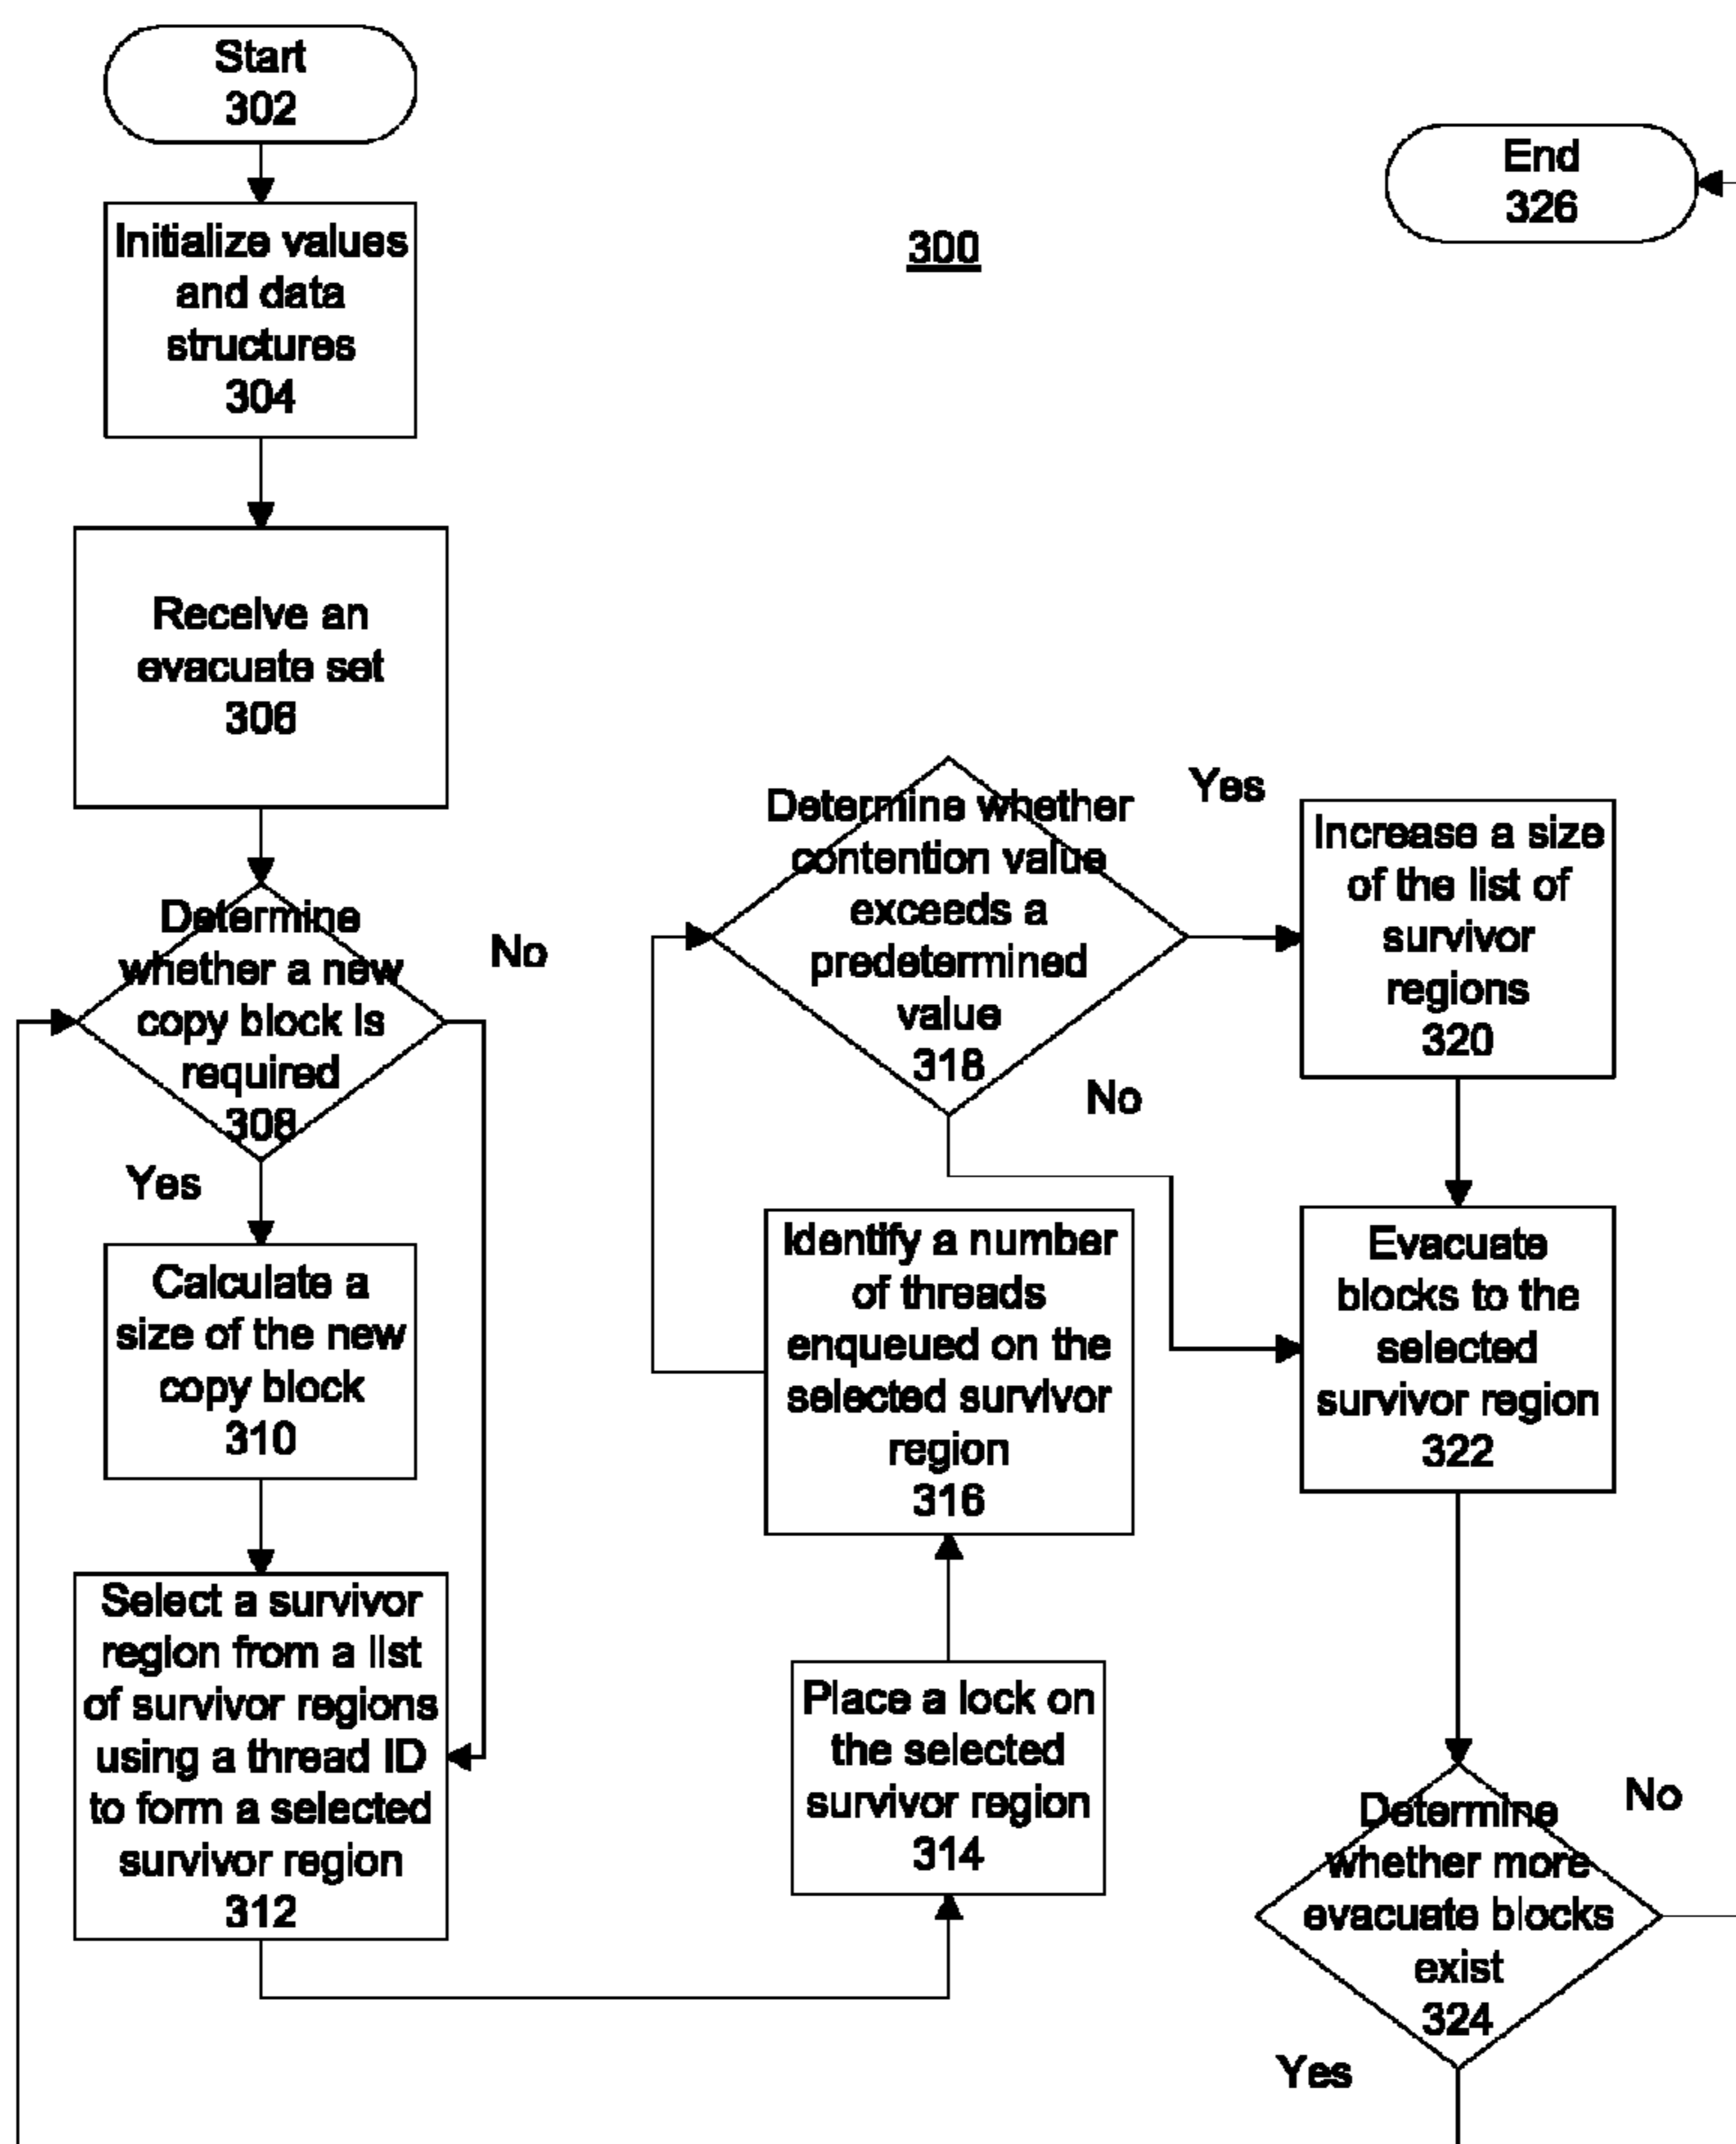 Start
302
Initialize values
and data
structures
304
Receive an
evacuate set
306
Determine
whether a new
copy block is
required
308
No
Yes
Calculate a
size of the new
copy block
310
Select a survivor
region from a list
of survivor regions
using a thread ID
to form a selected
survivor region
312
300
Determine whether
contention value
exceeds a
predetermined
value
318
Yes
No
Identify a number
of threads
enqueued on the
selected survivor
region
316
Place a lock on
the selected
survivor region
314
End
326
Increase a size
of the list of
survivor
regions
320
Evacuate
blocks to the
selected
survivor region
322
Determine
whether more
evacuate blocks
exist
324
No
Yes